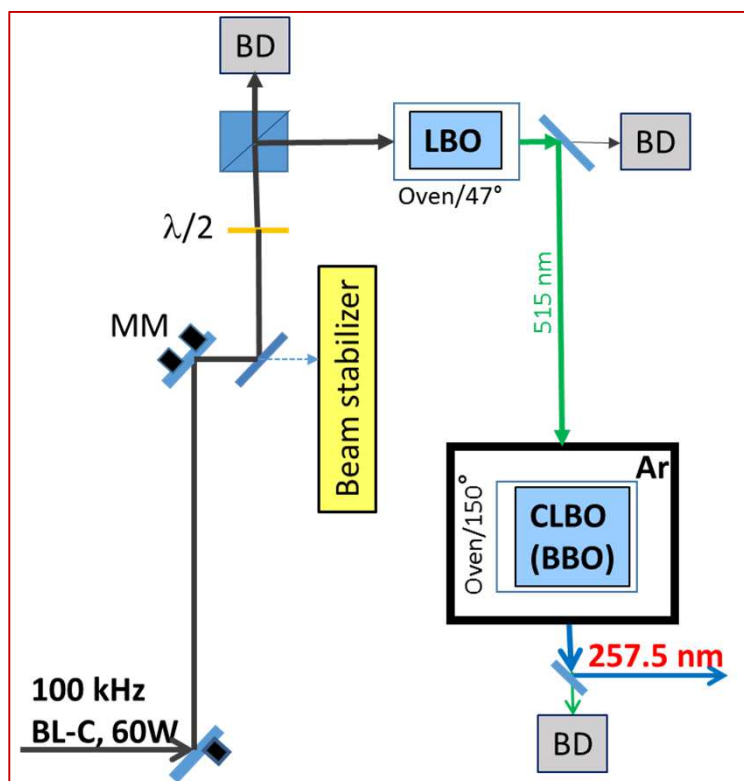 BD
LBO
BD
Oven/47°
λ/2
515 nm
MM
Beam stabilizer
Ar
Oven/150°
CLBO
(BBO)
257.5 nm
100 kHz
BL-C, 60W
BD